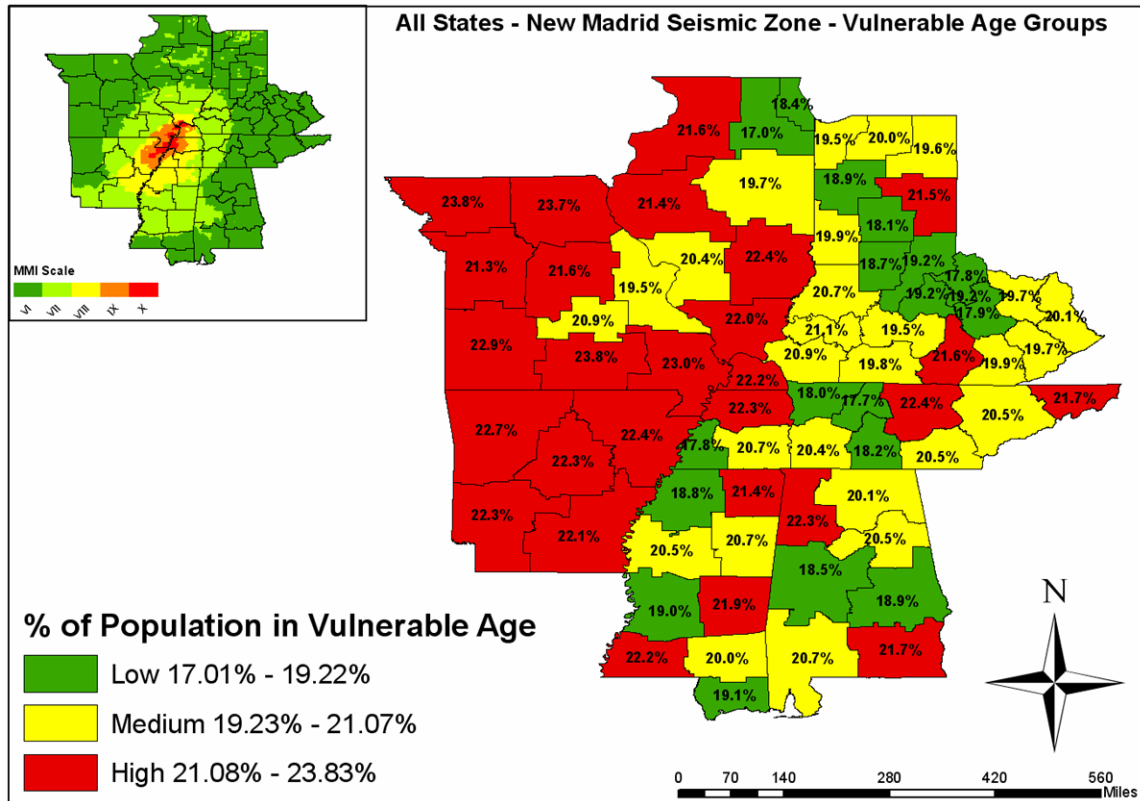 All States - New Madrid Seismic Zone - Vulnerable Age Groups
MMI Scale
VI VII VIII IX X
18.4%
21.6%
17.0%
19.5% 20.0% 19.6%
19.7%
18.9%
21.5%
23.8% 23.7% 21.4%
18.1%
19.9%
21.3% 21.6% 20.4% 22.4%
18.7% 19.2% 17.8%
19.5%
20.7% 19.2% 19.2% 19.7%
20.9%
22.0%
17.9% 20.1%
21.1% 19.5%
22.9% 23.8% 23.0%
20.9% 19.8% 21.6% 19.9% 19.7%
22.2%
22.3% 18.0% 17.7% 22.4% 20.5% 21.7%
22.7% 22.4%
17.8% 20.7% 20.4% 18.2% 20.5%
22.3%
18.8% 21.4% 20.1%
22.3% 22.1%
22.3%
20.5% 20.7% 20.5%
18.5%
19.0% 21.9% 18.9%
22.2% 20.0% 20.7% 21.7%
19.1%
N
% of Population in Vulnerable Age
Low 17.01% - 19.22%
Medium 19.23% - 21.07%
High 21.08% - 23.83%
0 70 140 280 420 560
Miles